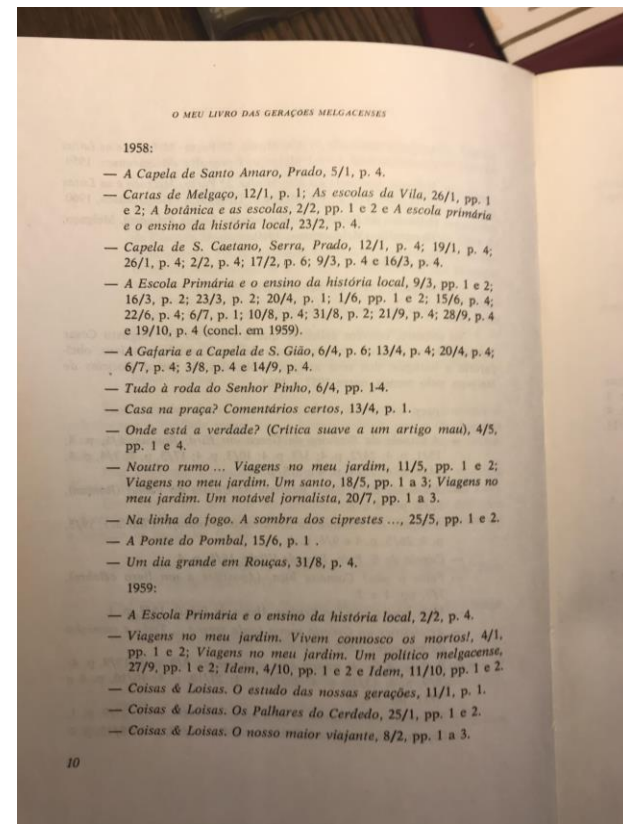 O MEU LIVRO DAS GERAÇOES MELGACENSES
1958:
— A Capela de Santo Amaro, Prado, 5/1, p. 4.
— Cartas de Melgaço, 12/1, p. 1; As escolas da Vila, 26/1, pp. 1
e 2; A botânica e as escolas, 2/2, pp. 1 e 2 e A escola primária
e o ensino da história local, 23/2, p. 4.
— Capela de S. Caetano, Serra, Prado, 12/1, p. 4; 19/1, p. 4;
26/1, p. 4; 2/2, p. 4; 17/2, p. 6; 9/3, p. 4 e 16/3, p. 4.
— A Escola Primária e o ensino da história local, 9/3, pp. 1 e 2;
16/3, p. 2; 23/3, p. 2; 20/4, p. 1; 1/6, pp. 1 e 2; 15/6, p. 4;
22/6, p. 4; 6/7, p. 1; 10/8, p. 4; 31/8, p. 2; 21/9, p. 4; 28/9, p. 4
e 19/10, p. 4 (concl. em 1959).
— A Gafaria e a Capela de S. Gião, 6/4, p. 6; 13/4, p. 4; 20/4, p. 4;
6/7, p. 4; 3/8, p. 4 e 14/9, p. 4.
— Tudo à roda do Senhor Pinho, 6/4, pp. 1-4.
— Casa na praça? Comentários certos, 13/4, p. 1.
— Onde está a verdade? (Crítica suave a um artigo mau), 4/5,
pp. 1 e 4.
— Noutro rumo ... Viagens no meu jardim, 11/5, pp. 1 e 2;
Viagens no meu jardim. Um santo, 18/5, pp. 1 a 3; Viagens no
meu jardim. Um notável jornalista, 20/7, pp. 1 a 3.
— Na linha do fogo. A sombra dos ciprestes ..., 25/5, pp. 1 e 2.
— A Ponte do Pombal, 15/6, p. 1 .
— Um dia grande em Rouças, 31/8, p. 4.
1959:
— A Escola Primária e o ensino da história local, 2/2, p. 4.
— Viagens no meu jardim. Vivem connosco os mortos!, 4/1,
pp. 1 e 2; Viagens no meu jardim. Um político melgacense,
27/9, pp. 1 e 2; Idem, 4/10, pp. 1 e 2 e Idem, 11/10, pp. 1 e 2.
— Coisas & Loisas. O estudo das nossas gerações, 11/1, p. 1.
— Coisas & Loisas. Os Palhares do Cerdedo, 25/1, pp. 1 e 2.
— Coisas & Loisas. O nosso maior viajante, 8/2, pp. 1 a 3.
10